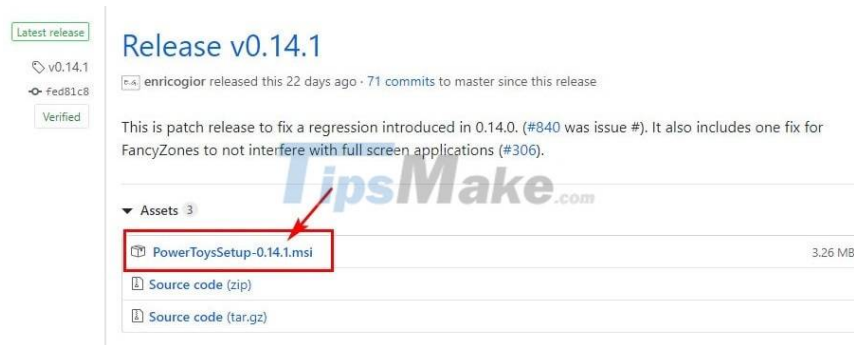 Latest release
v0.14.1
fed81c8
Verified
Release v0.14.1
enricogior released this 22 days ago · 71 commits to master since this release
This is patch release to fix a regression introduced in 0.14.0. (#840 was issue #). It also includes one fix for
FancyZones to not interfere with full screen applications (#306).
TipsMake.com
Assets 3
PowerToysSetup-0.14.1.msi 3.26 MB
Source code (zip)
Source code (tar.gz)